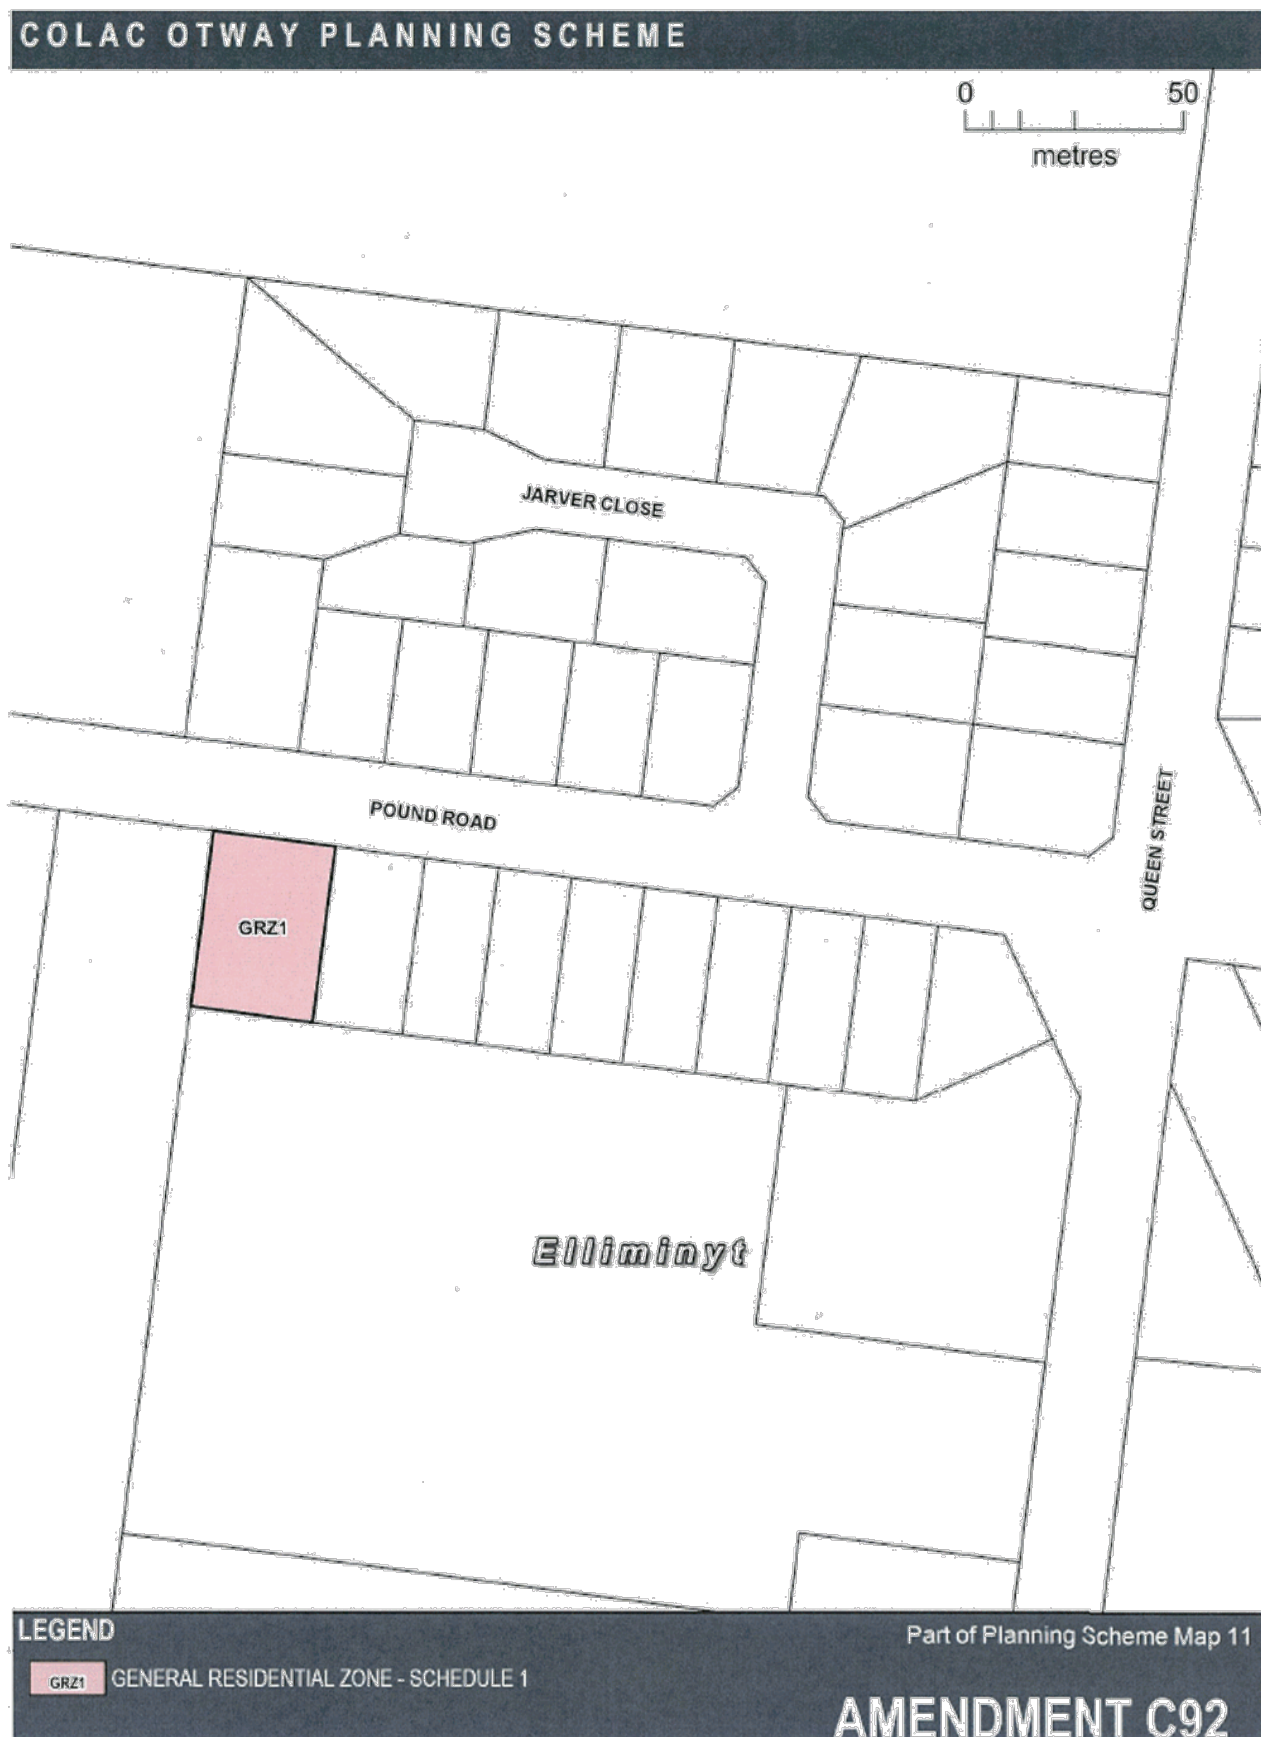 COLAC OTWAY PLANNING SCHEME
0 50
metres
JARVER CLOSE
POUND ROAD
QUEEN STREET
GRZ1
Elliminyt
LEGEND
Part of Planning Scheme Map 11
GRZ1 GENERAL RESIDENTIAL ZONE - SCHEDULE 1
AMENDMENT C92